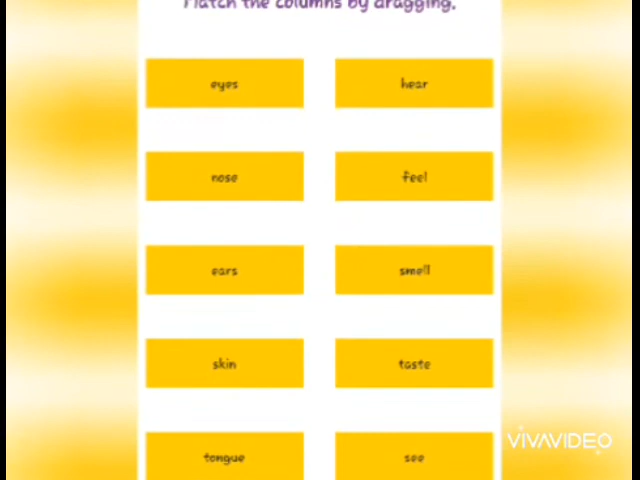 Match the columns by dragging.
eyes hear
nose feel
ears smell
skin taste
tongue see
VIVAVIDEO